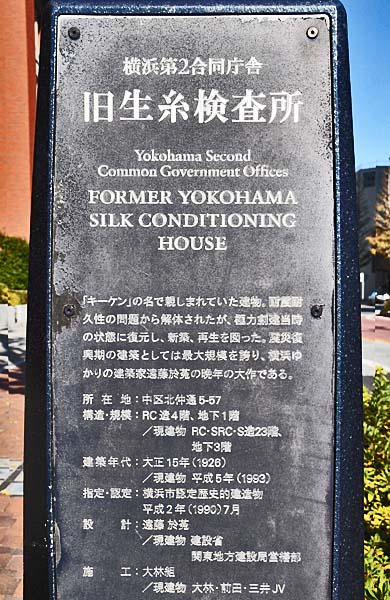 横浜第2合同庁舎
旧生糸検査所
Yokohama Second
Common Government Offices
FORMER YOKOHAMA
SILK CONDITIONING
HOUSE
「キーケン」の名で親しまれていた建物。耐震耐
久性の問題から解体されたが、極力創建当時
の状態に復元し、新築、再生を図った。震災復
興期の建築としては最大規模を誇り、横浜ゆ
かりの建築家遠藤於菟の晩年の大作である。
所在地：中区北仲通5-57
構造・規模：RC造4階、地下1階
／現建物 RC・SRC・S造23階、
地下3階
建築年代：大正15年（1926）
／現建物 平成5年（1993）
指定・認定：横浜市認定歴史的建造物
平成2年（1990）7月
設計：遠藤 於菟
／現建物 建設省
関東地方建設局営繕部
施工：大林組
／現建物 大林・前田・三井JV